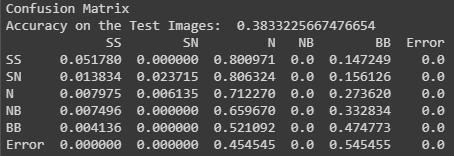 Confusion Matrix
Accuracy on the Test Images:  0.3833225667476654
SS SN N NB BB Error
SS 0.051780 0.000000 0.800971 0.0 0.147249 0.0
SN 0.013834 0.023715 0.806324 0.0 0.156126 0.0
N 0.007975 0.006135 0.712270 0.0 0.273620 0.0
NB 0.007496 0.000000 0.659670 0.0 0.332834 0.0
BB 0.004136 0.000000 0.521092 0.0 0.474773 0.0
Error 0.000000 0.000000 0.454545 0.0 0.545455 0.0